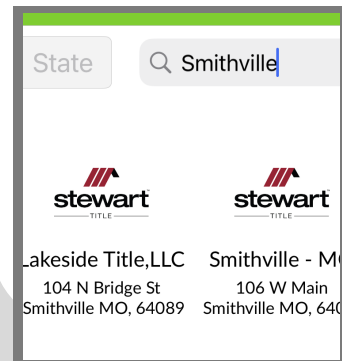 State
Smithville
stewart
TITLE
stewart
TITLE
Lakeside Title,LLC
104 N Bridge St
Smithville MO, 64089
Smithville - M
106 W Main
Smithville MO, 640